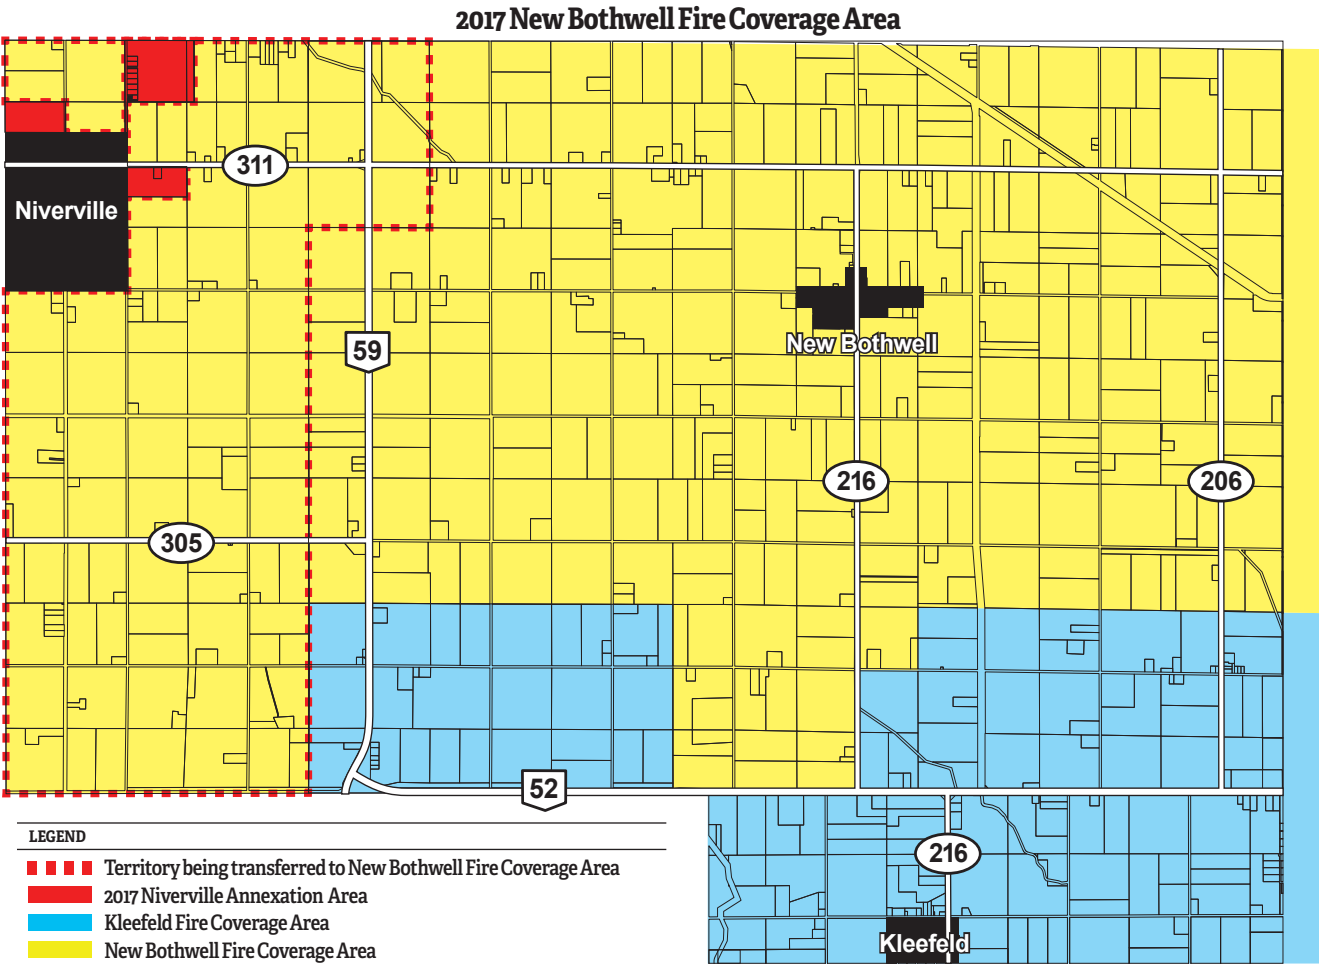 2017 New Bothwell Fire Coverage Area
311
Niverville
59
New Bothwell
216
206
305
52
216
Kleefeld
LEGEND
Territory being transferred to New Bothwell Fire Coverage Area
2017 Niverville Annexation Area
Kleefeld Fire Coverage Area
New Bothwell Fire Coverage Area